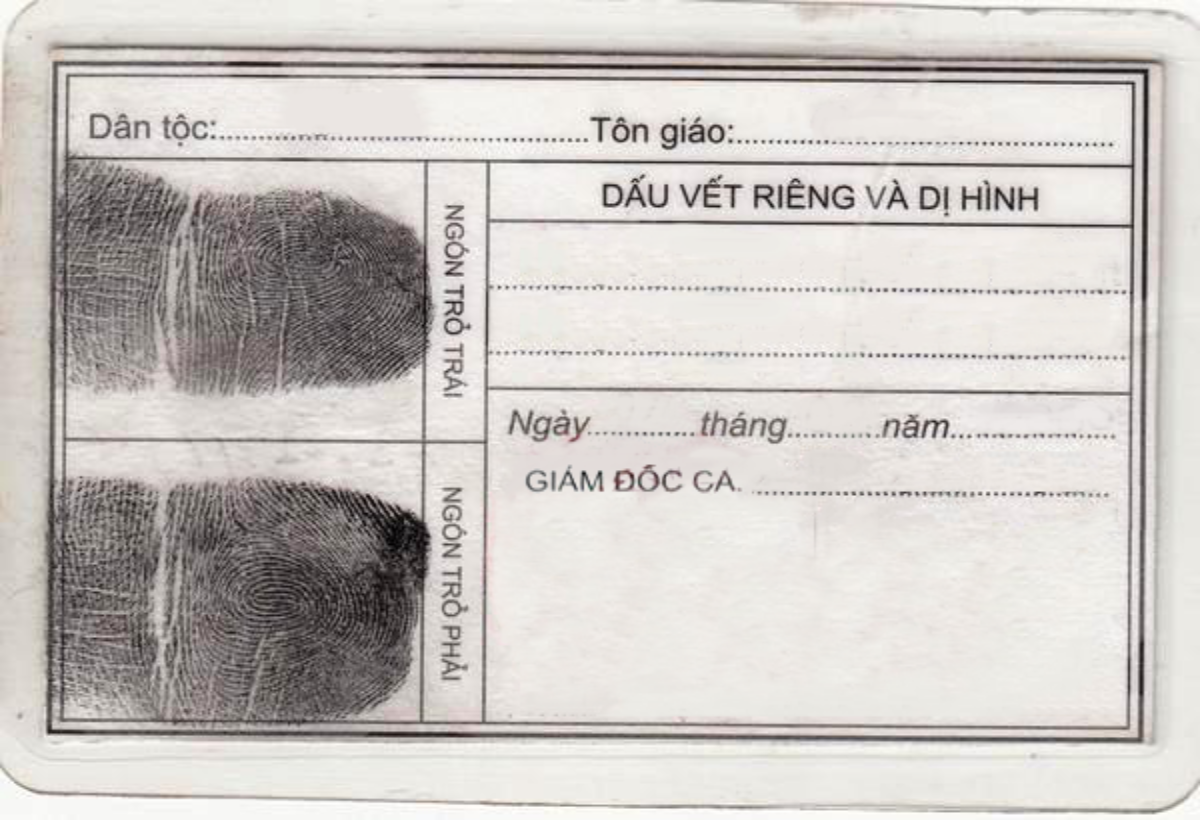 Dân tộc:............................................Tôn giáo:............................................
DẤU VẾT RIÊNG VÀ DỊ HÌNH
NGÓN TRỎ TRÁI
Ngày.............tháng...........năm....................
GIÁM ĐỐC CA. ............................................
NGÓN TRỎ PHẢI